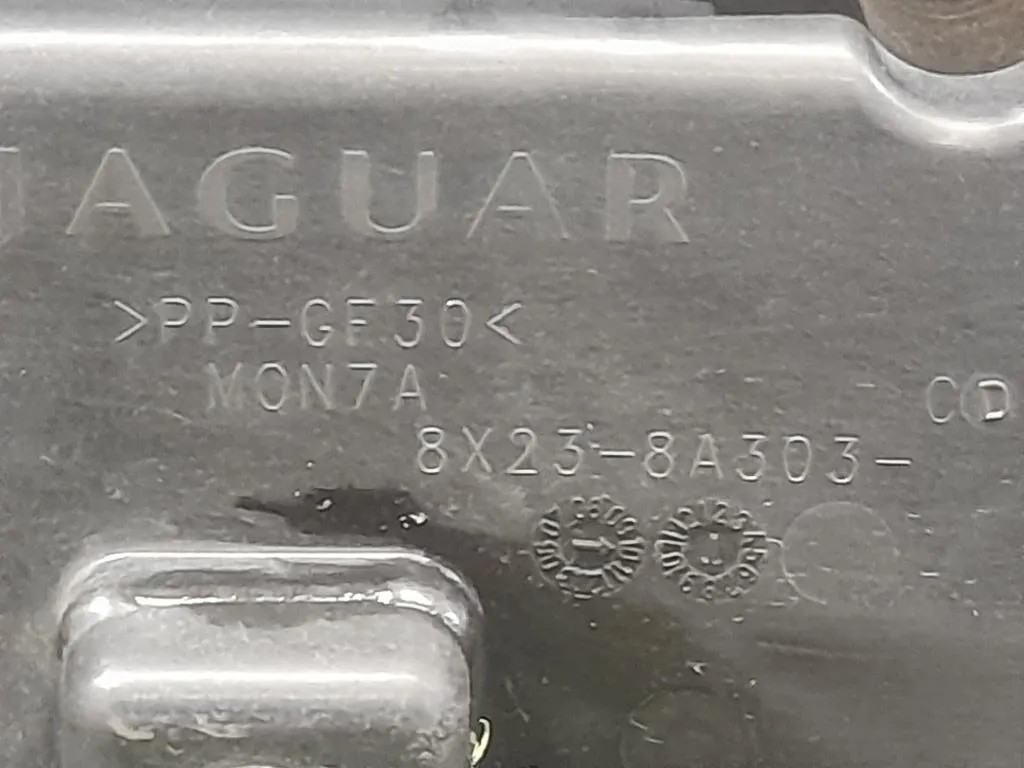 JAGUAR
>PP-GF30<
MON7A
CD
8X23-8A303-